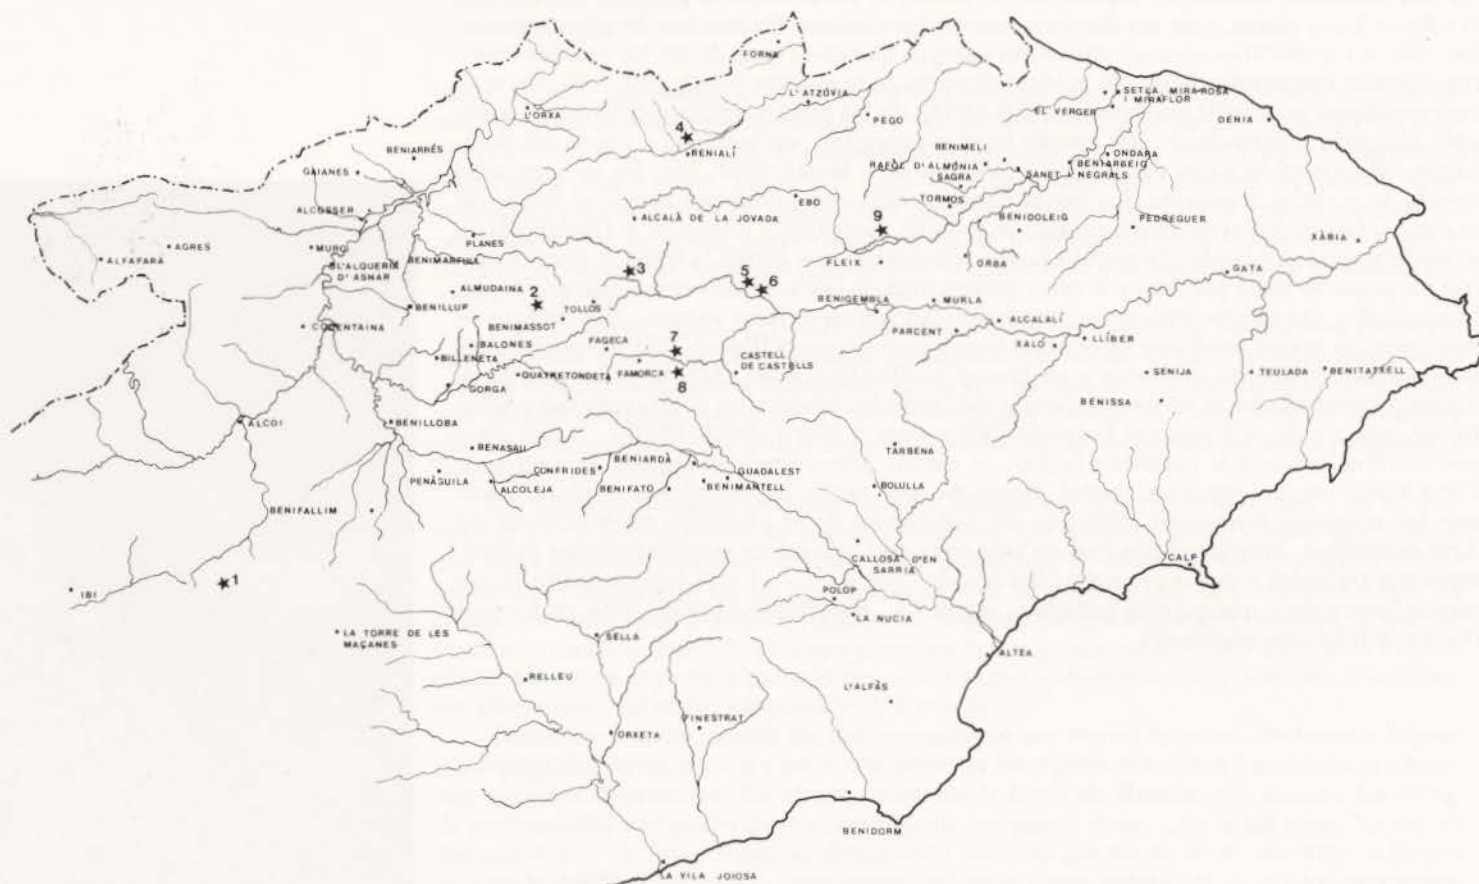 FORNA
L'ATZÚVIA
L'ORXA
SETLA MIRAROSA
I MIRAFLOR
EL VERGER
PEGO
DENIA
4
BENIALÍ
BENIARRÉS
BENIMELI
ONDARA
RAFOL D'ALMÚNIA
BENIARBEIG
GAIANES
SAGRA
SANET I NEGRALS
EBO
TORMOS
ALCOSSER
ALCALÀ DE LA JOVADA
9
BENIDOLEIG
PEDREGUER
XÀBIA
AGRES
MURO
PLANES
ALFAFARA
L'ALQUERIA
D'ASNAR
BENIMARFULL
3
FLEIX
ORBA
GATA
5
6
ALMUDAINA
2
TOLLOS
BENILLUP
BENIGEMBLA
MURLA
BENIMASSOT
ALCALALÍ
COCENTAINA
PARCENT
FAGECA
7
XALÓ
LLÍBER
BALONES
BILLENETA
CASTELL
DE CASTELLS
QUATRETONDETA
FAMORCA
8
SENIJA
TEULADA
BENITATXELL
GORGA
BENISSA
ALCOI
BENILLOBA
BENASAU
TÀRBENA
BENIARDÀ
CONFRIDES
GUADALEST
PENÀGUILA
ALCOLEJA
BENIFATÓ
BENIMANTELL
BOLULLA
BENIFALLIM
CALLOSA D'EN
SARRIÀ
CALP
1
IBI
POLOP
LA NUCIA
LA TORRE DE LES
MAÇANES
SELLA
ALTEA
RELLEU
L'ALFÀS
FINESTRAT
ORXETA
BENIDORM
LA VILA JOIOSA